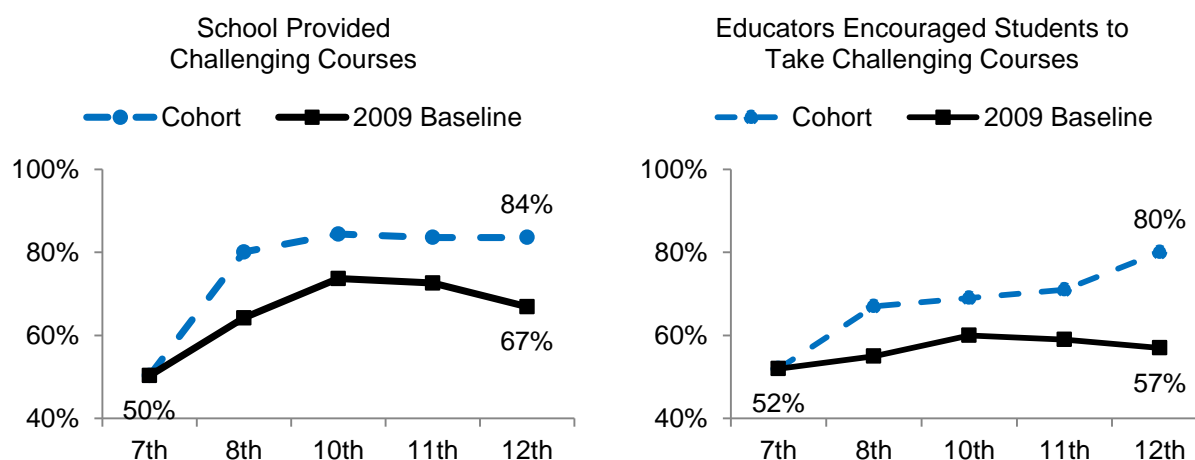 School Provided
Challenging Courses
Cohort
2009 Baseline
100%
80%
60%
40%
84%
67%
50%
7th
8th
10th
11th
12th
Educators Encouraged Students to
Take Challenging Courses
Cohort
2009 Baseline
100%
80%
60%
40%
80%
57%
52%
7th
8th
10th
11th
12th